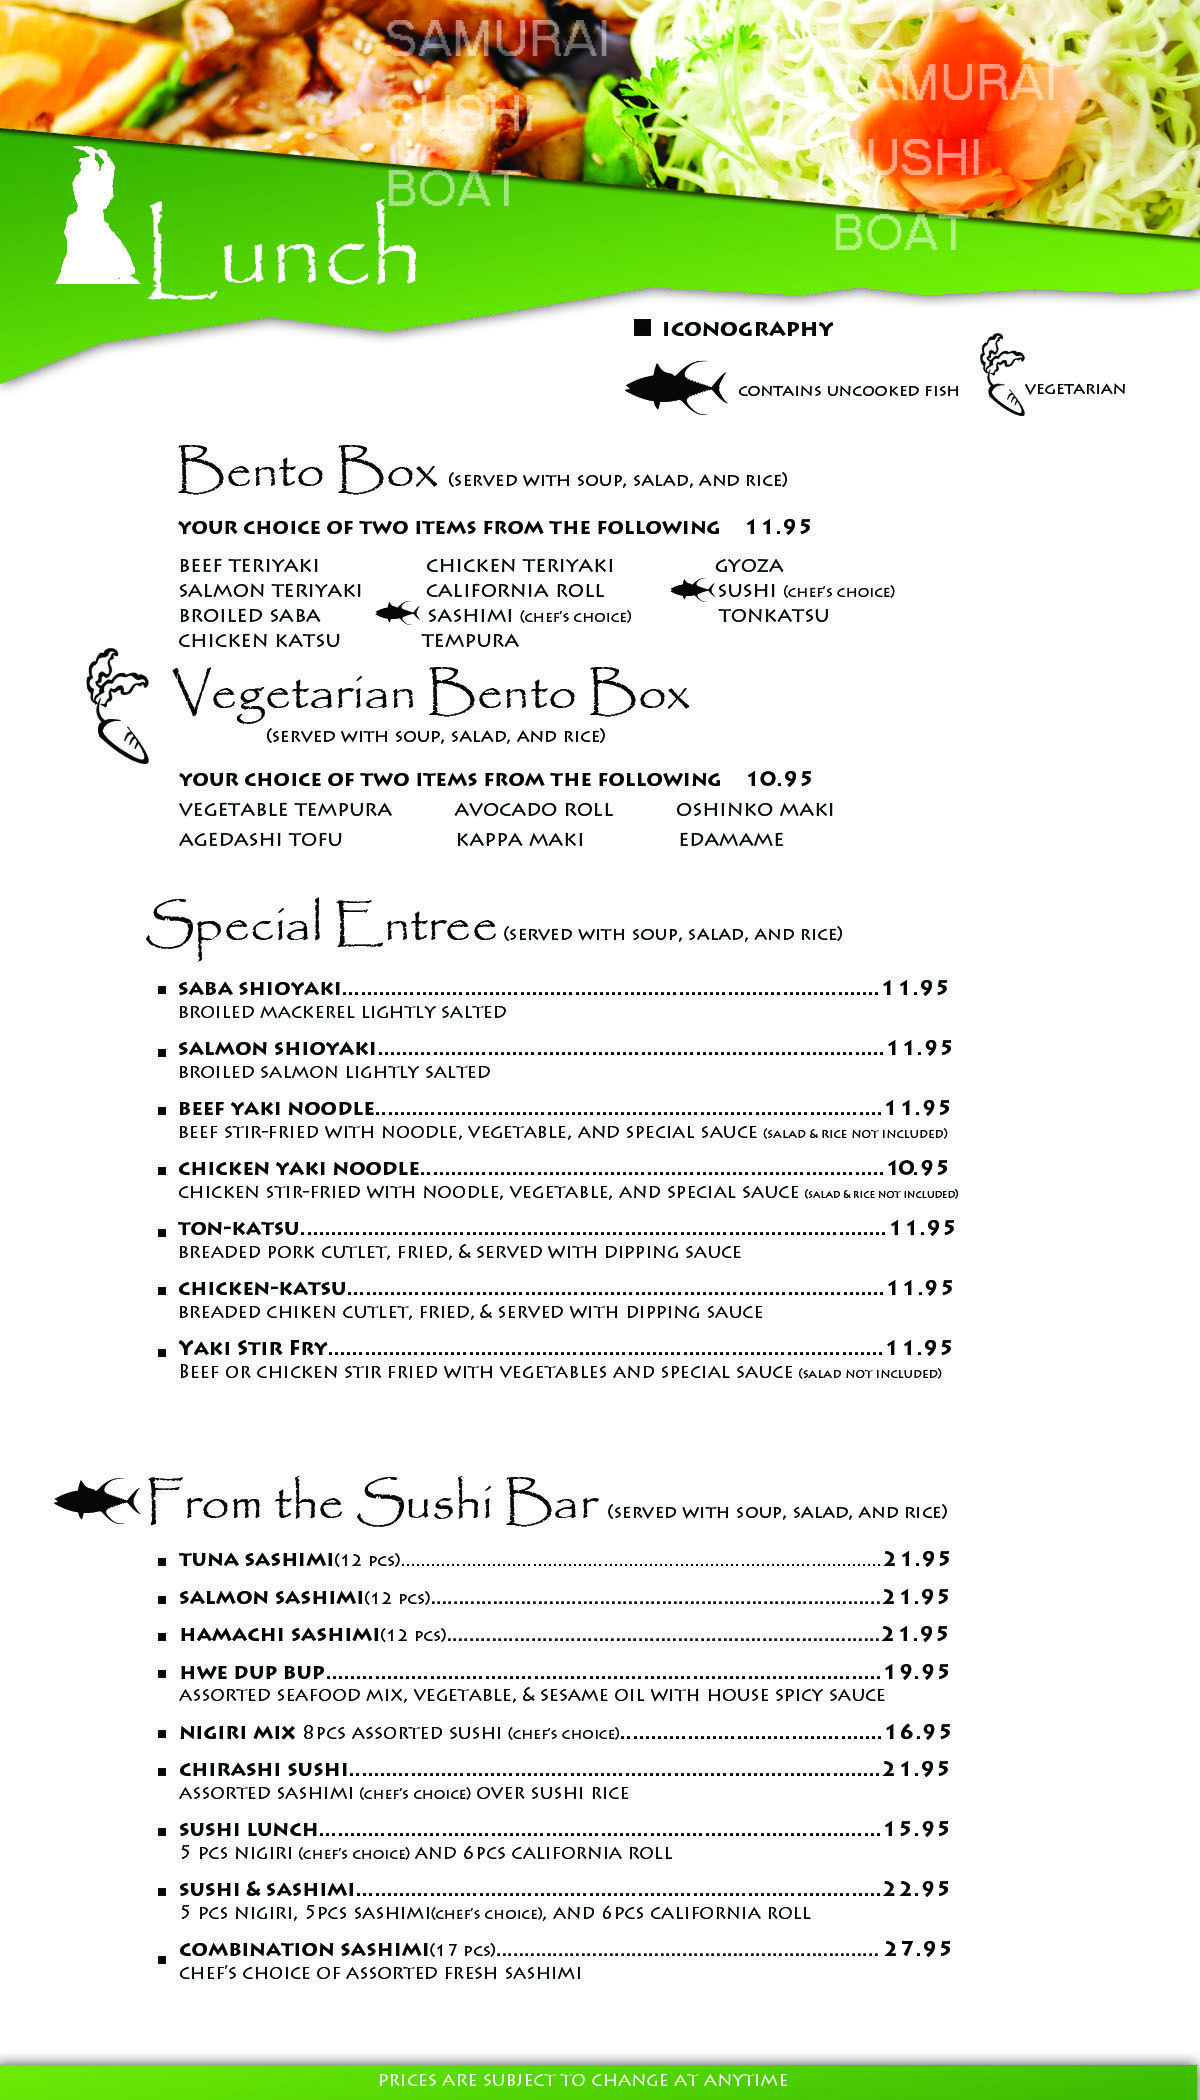 SAMURAI
SUSHI
BOAT
SAMURAI
SUSHI
BOAT
Lunch
ICONOGRAPHY
CONTAINS UNCOOKED FISH
VEGETARIAN
Bento Box (SERVED WITH SOUP, SALAD, AND RICE)
YOUR CHOICE OF TWO ITEMS FROM THE FOLLOWING 11.95
BEEF TERIYAKI CHICKEN TERIYAKI GYOZA
SALMON TERIYAKI CALIFORNIA ROLL SUSHI (CHEF'S CHOICE)
BROILED SABA SASHIMI (CHEF'S CHOICE) TONKATSU
CHICKEN KATSU TEMPURA
Vegetarian Bento Box
(SERVED WITH SOUP, SALAD, AND RICE)
YOUR CHOICE OF TWO ITEMS FROM THE FOLLOWING 10.95
VEGETABLE TEMPURA AVOCADO ROLL OSHINKO MAKI
AGEDASHI TOFU KAPPA MAKI EDAMAME
Special Entree (SERVED WITH SOUP, SALAD, AND RICE)
SABA SHIOYAKI 11.95
BROILED MACKEREL LIGHTLY SALTED
SALMON SHIOYAKI 11.95
BROILED SALMON LIGHTLY SALTED
BEEF YAKI NOODLE 11.95
BEEF STIR-FRIED WITH NOODLE, VEGETABLE, AND SPECIAL SAUCE (SALAD & RICE NOT INCLUDED)
CHICKEN YAKI NOODLE 10.95
CHICKEN STIR-FRIED WITH NOODLE, VEGETABLE, AND SPECIAL SAUCE (SALAD & RICE NOT INCLUDED)
TON-KATSU 11.95
BREADED PORK CUTLET, FRIED, & SERVED WITH DIPPING SAUCE
CHICKEN-KATSU 11.95
BREADED CHIKEN CUTLET, FRIED, & SERVED WITH DIPPING SAUCE
YAKI STIR FRY 11.95
BEEF OR CHICKEN STIR FRIED WITH VEGETABLES AND SPECIAL SAUCE (SALAD NOT INCLUDED)
From the Sushi Bar (SERVED WITH SOUP, SALAD, AND RICE)
TUNA SASHIMI(12 PCS) 21.95
SALMON SASHIMI(12 PCS) 21.95
HAMACHI SASHIMI(12 PCS) 21.95
HWE DUP BUP 19.95
ASSORTED SEAFOOD MIX, VEGETABLE, & SESAME OIL WITH HOUSE SPICY SAUCE
NIGIRI MIX 8PCS ASSORTED SUSHI (CHEF'S CHOICE) 16.95
CHIRASHI SUSHI 21.95
ASSORTED SASHIMI (CHEF'S CHOICE) OVER SUSHI RICE
SUSHI LUNCH 15.95
5 PCS NIGIRI (CHEF'S CHOICE) AND 6PCS CALIFORNIA ROLL
SUSHI & SASHIMI 22.95
5 PCS NIGIRI, 5PCS SASHIMI(CHEF'S CHOICE), AND 6PCS CALIFORNIA ROLL
COMBINATION SASHIMI(17 PCS) 27.95
CHEF'S CHOICE OF ASSORTED FRESH SASHIMI
PRICES ARE SUBJECT TO CHANGE AT ANYTIME